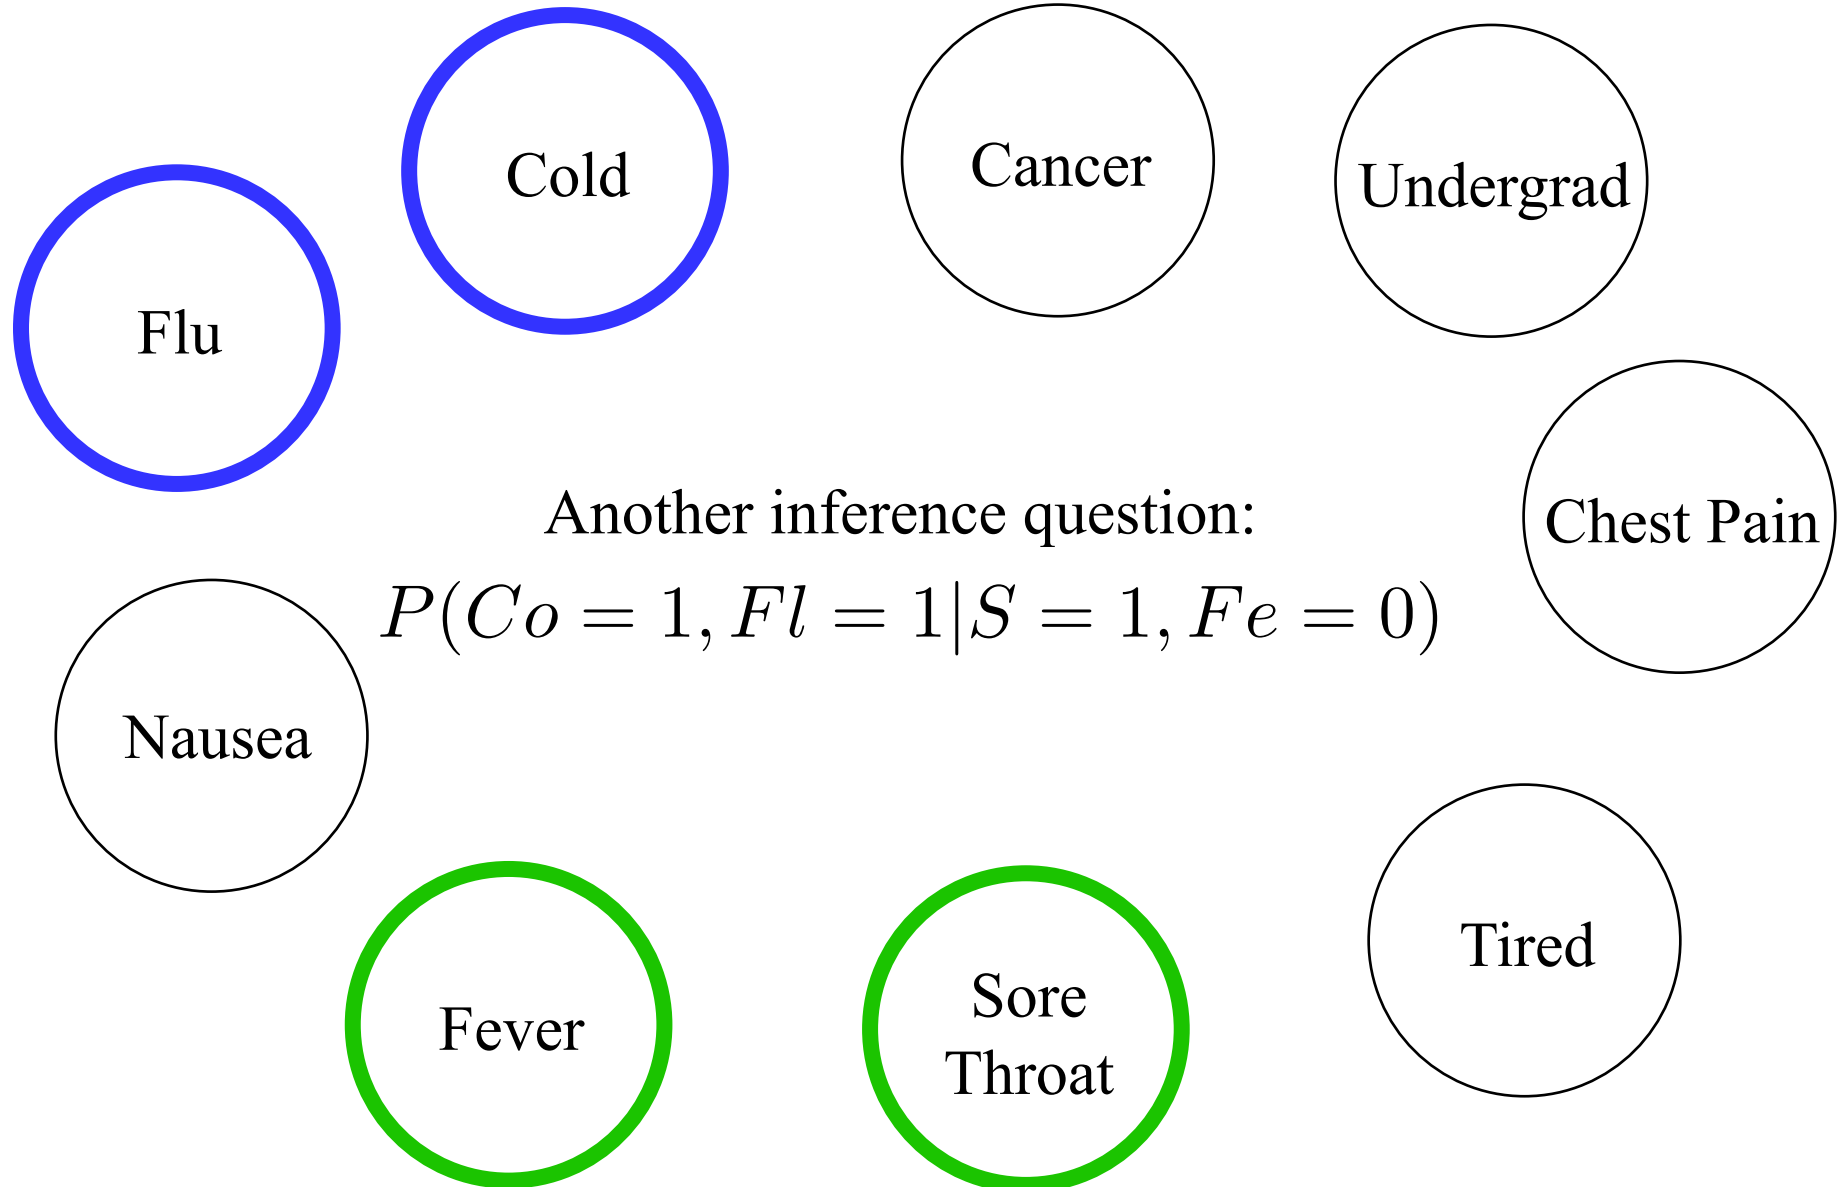 Cold
Cancer
Undergrad
Flu
Another inference question:
Chest Pain
P(Co = 1, Fl = 1|S = 1, Fe = 0)
Nausea
Fever
Sore
Throat
Tired